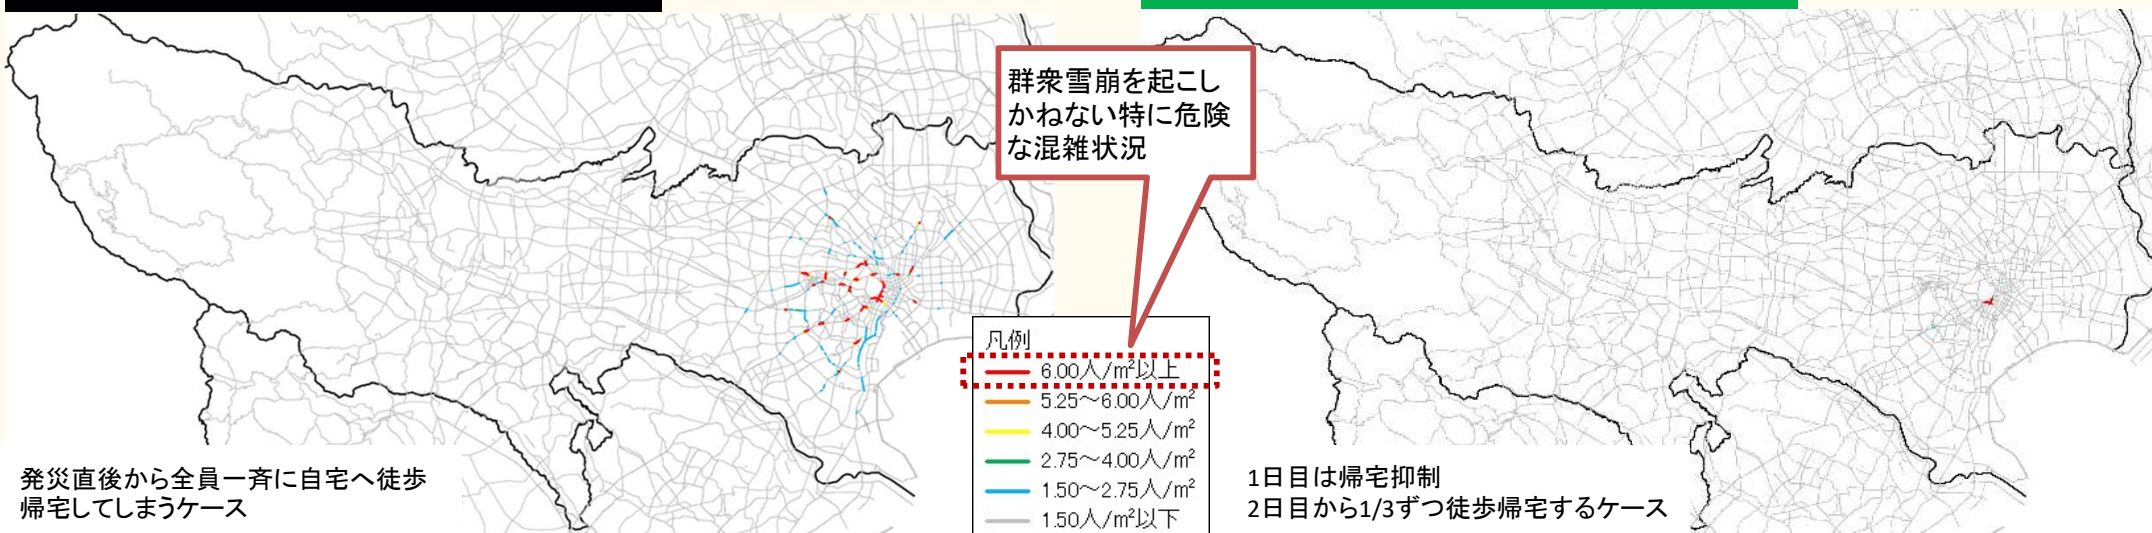 群衆雪崩を起こし
かねない特に危険
な混雑状況
凡例
6.00人/m²以上
5.25～6.00人/m²
4.00～5.25人/m²
2.75～4.00人/m²
1.50～2.75人/m²
1.50人/m²以下
発災直後から全員一斉に自宅へ徒歩
帰宅してしまうケース
1日目は帰宅抑制
2日目から1/3ずつ徒歩帰宅するケース